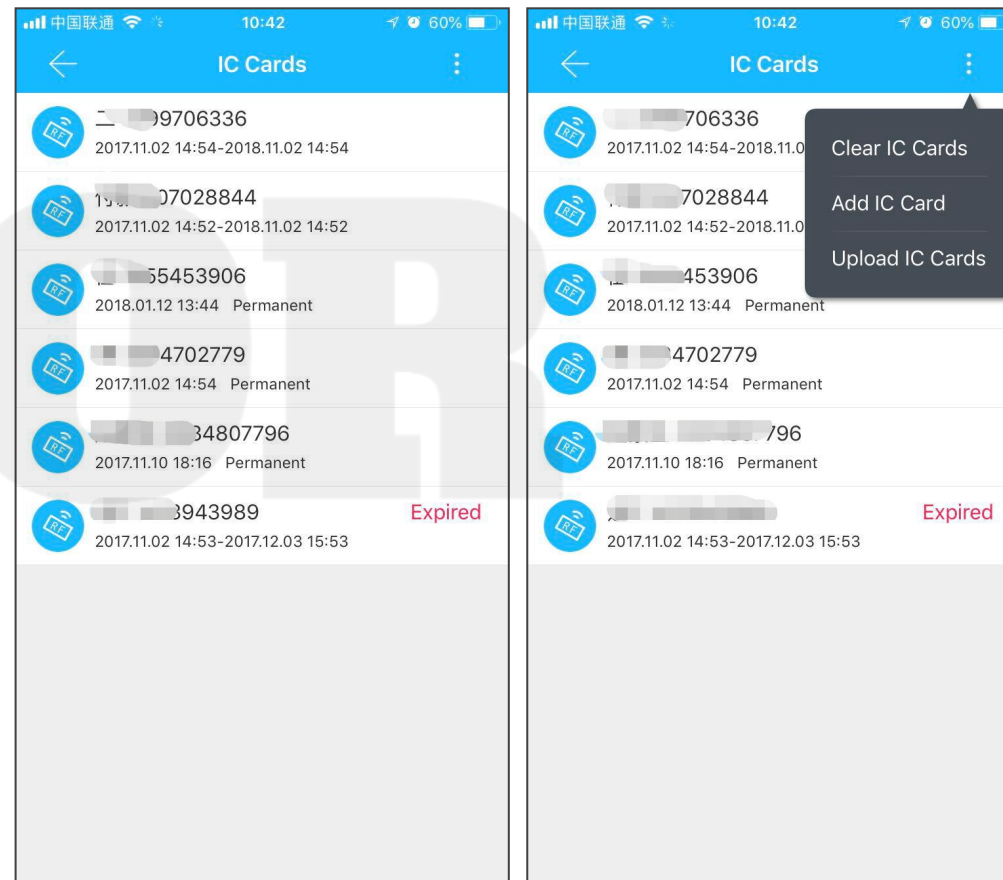 中国联通 10:42 60%
IC Cards
99706336
2017.11.02 14:54-2018.11.02 14:54
07028844
2017.11.02 14:52-2018.11.02 14:52
55453906
2018.01.12 13:44 Permanent
4702779
2017.11.02 14:54 Permanent
34807796
2017.11.10 18:16 Permanent
3943989 Expired
2017.11.02 14:53-2017.12.03 15:53
中国联通 10:42 60%
IC Cards
706336
2017.11.02 14:54-2018.11.0
7028844
2017.11.02 14:52-2018.11.0
453906
2018.01.12 13:44 Permanent
4702779
2017.11.02 14:54 Permanent
796
2017.11.10 18:16 Permanent
Expired
2017.11.02 14:53-2017.12.03 15:53
Clear IC Cards
Add IC Card
Upload IC Cards
OR